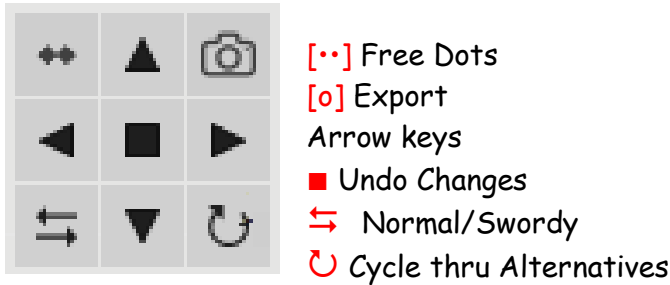 [··] Free Dots
[o] Export
Arrow keys
■ Undo Changes
⇆ Normal/Swordy
↻ Cycle thru Alternatives